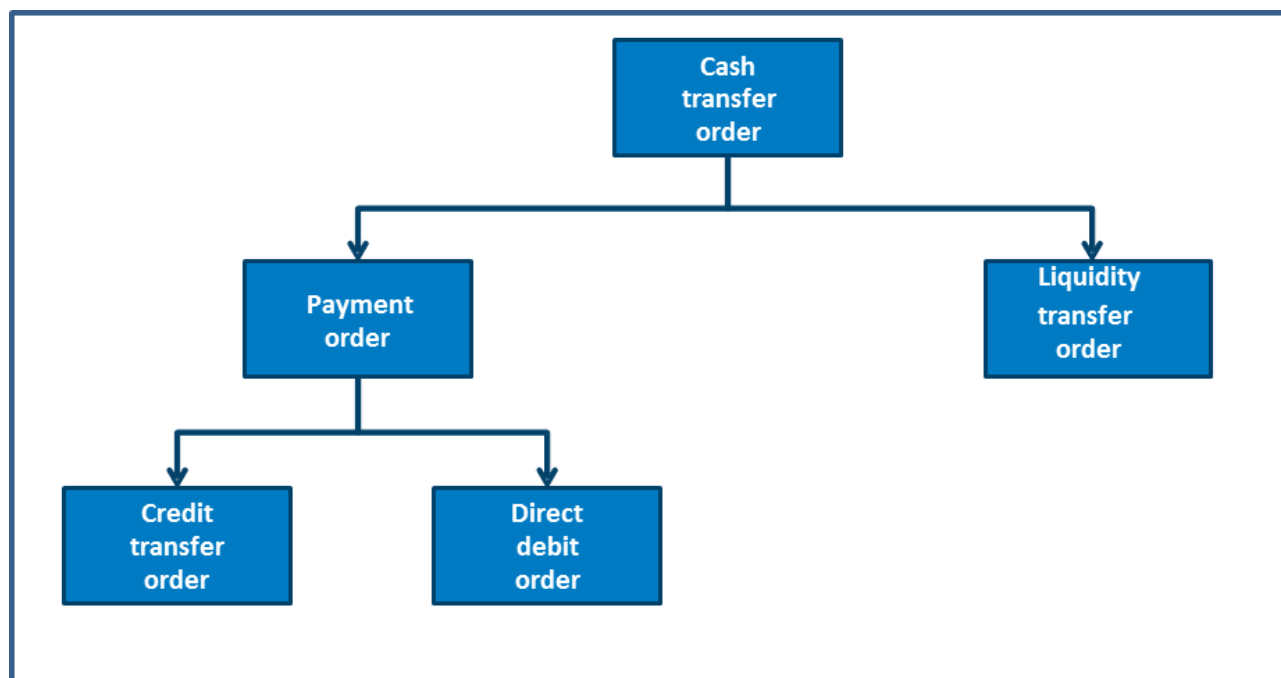 Cash
transfer
order
Payment
order
Liquidity
transfer
order
Credit
transfer
order
Direct
debit
order